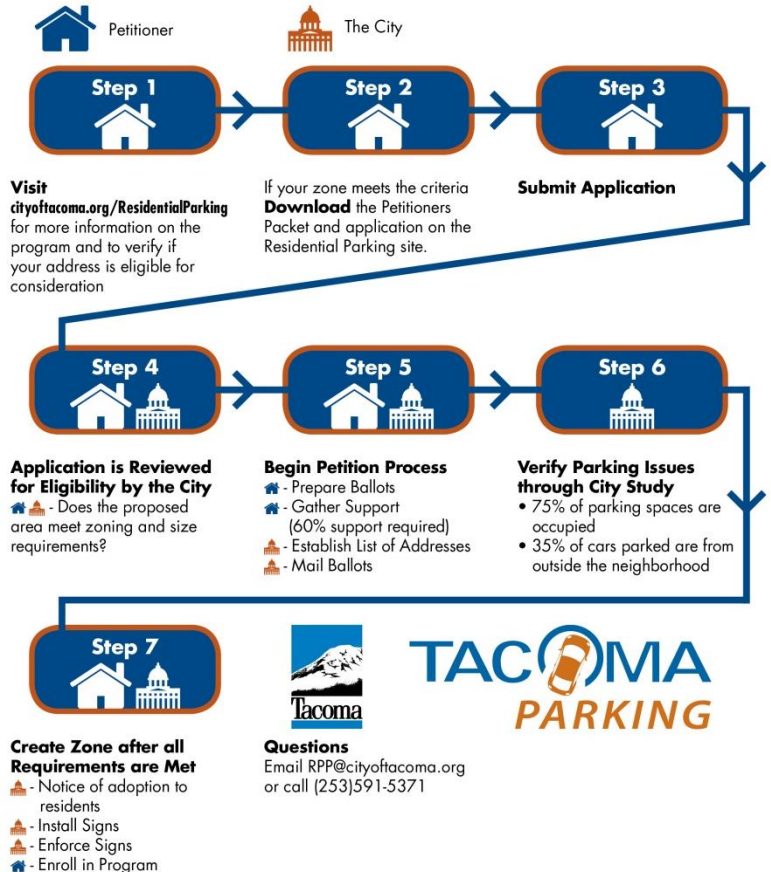 Petitioner
The City
Step 1
Step 2
Step 3
Visit
cityoftacoma.org/ResidentialParking
for more information on the
program and to verify if
your address is eligible for
consideration
If your zone meets the criteria
Download the Petitioners
Packet and application on the
Residential Parking site.
Submit Application
Step 4
Step 5
Step 6
Application is Reviewed
for Eligibility by the City
- Does the proposed
area meet zoning and size
requirements?
Begin Petition Process
- Prepare Ballots
- Gather Support
(60% support required)
- Establish List of Addresses
- Mail Ballots
Verify Parking Issues
through City Study
• 75% of parking spaces are
occupied
• 35% of cars parked are from
outside the neighborhood
Step 7
Create Zone after all
Requirements are Met
- Notice of adoption to
residents
- Install Signs
- Enforce Signs
- Enroll in Program
Tacoma
TACOMA
PARKING
Questions
Email RPP@cityoftacoma.org
or call (253)591-5371